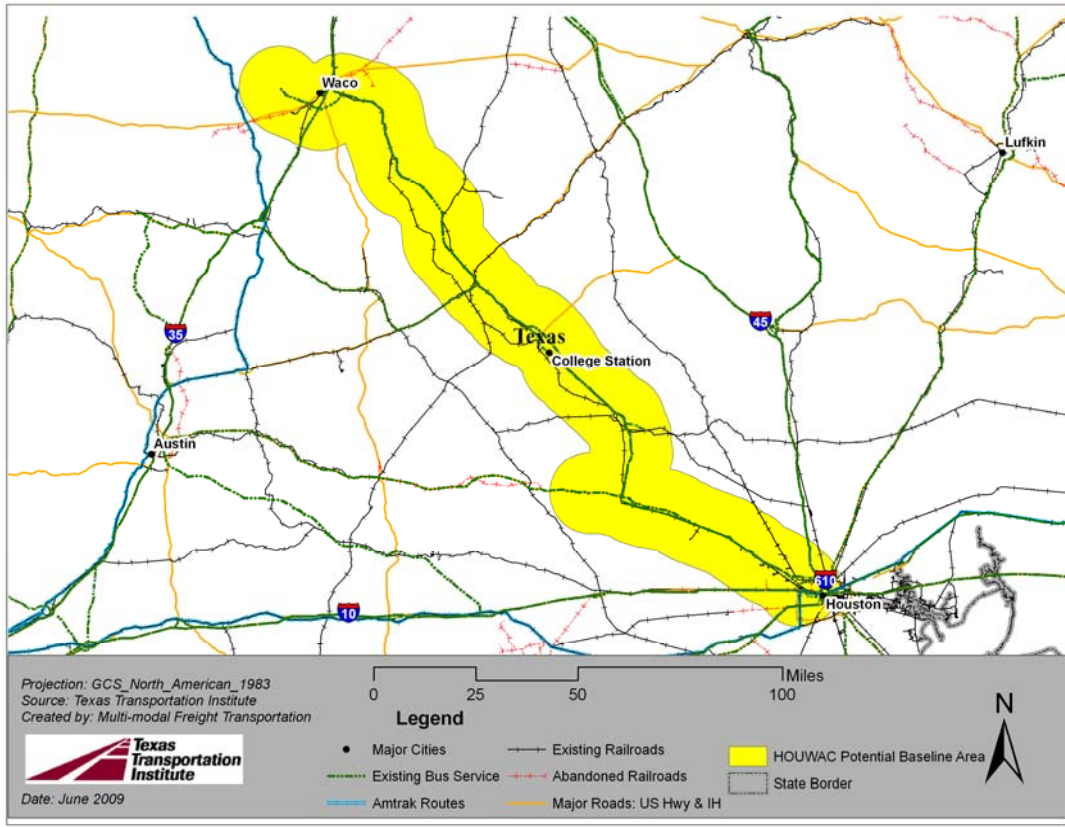 Waco
Lufkin
35
45
Texas
College Station
Austin
610
Houston
10
Projection: GCS_North_American_1983
Source: Texas Transportation Institute
Created by: Multi-modal Freight Transportation
Miles
0 25 50 100
N
Legend
Major Cities
Existing Bus Service
Amtrak Routes
Existing Railroads
Abandoned Railroads
Major Roads: US Hwy & IH
HOUWAC Potential Baseline Area
State Border
Texas
Transportation
Institute
Date: June 2009